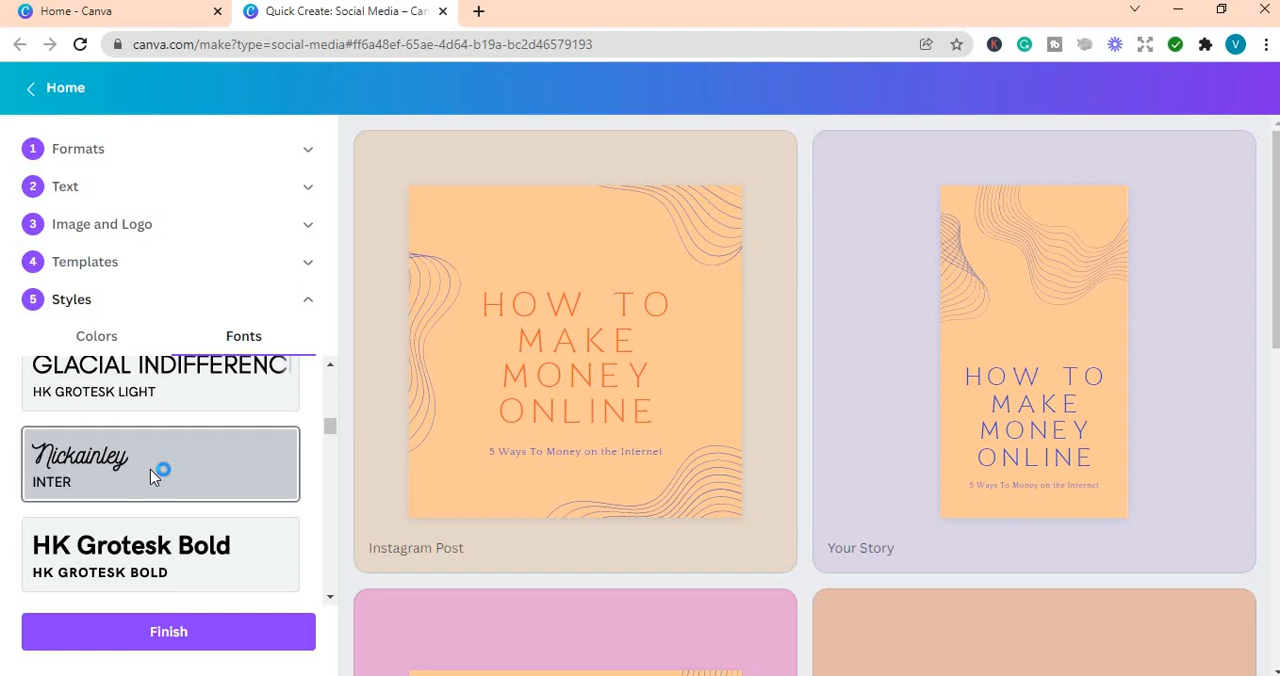 Home - Canva
Quick Create: Social Media – Can
canva.com/make?type=social-media#ff6a48ef-65ae-4d64-b19a-bc2d46579193
K
tb
G
V
Home
1 Formats
2 Text
3 Image and Logo
4 Templates
5 Styles
Colors
Fonts
GLACIAL INDIFFERENC
HK GROTESK LIGHT
Nickainley
INTER
HK Grotesk Bold
HK GROTESK BOLD
Finish
HOW TO
MAKE
MONEY
ONLINE
5 Ways To Money on the Internet
Instagram Post
HOW TO
MAKE
MONEY
ONLINE
5 Ways To Money on the Internet
Your Story